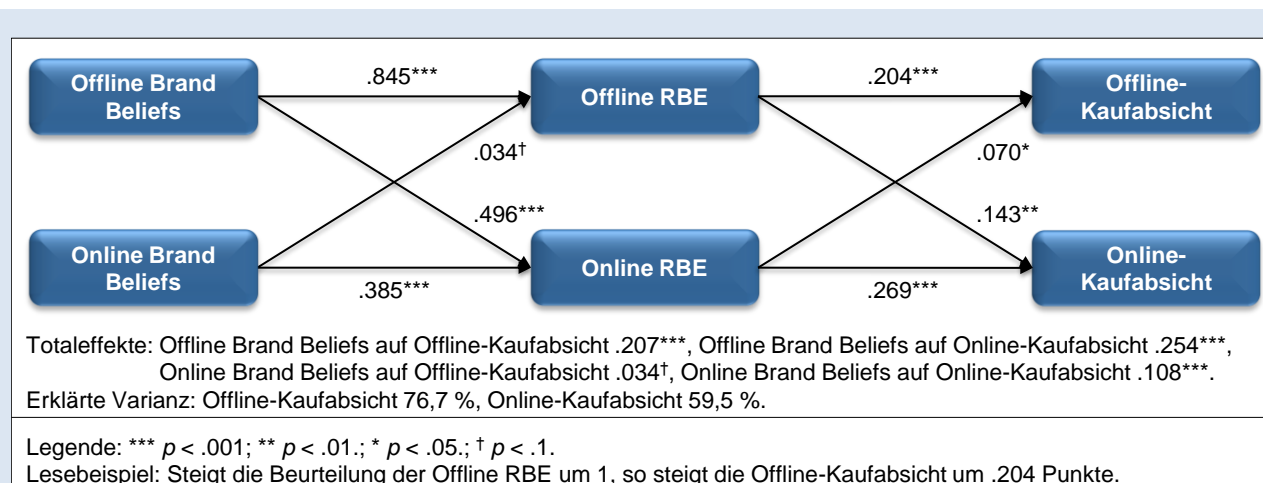 Offline Brand
Beliefs
.845***
Offline RBE
.204***
Offline-
Kaufabsicht
.034†
.070*
.496***
.143**
Online Brand
Beliefs
.385***
Online RBE
.269***
Online-
Kaufabsicht
Totaleffekte: Offline Brand Beliefs auf Offline-Kaufabsicht .207***, Offline Brand Beliefs auf Online-Kaufabsicht .254***,
Online Brand Beliefs auf Offline-Kaufabsicht .034†, Online Brand Beliefs auf Online-Kaufabsicht .108***.
Erklärte Varianz: Offline-Kaufabsicht 76,7 %, Online-Kaufabsicht 59,5 %.
Legende: *** p < .001; ** p < .01.; * p < .05.; † p < .1.
Lesebeispiel: Steigt die Beurteilung der Offline RBE um 1, so steigt die Offline-Kaufabsicht um .204 Punkte.